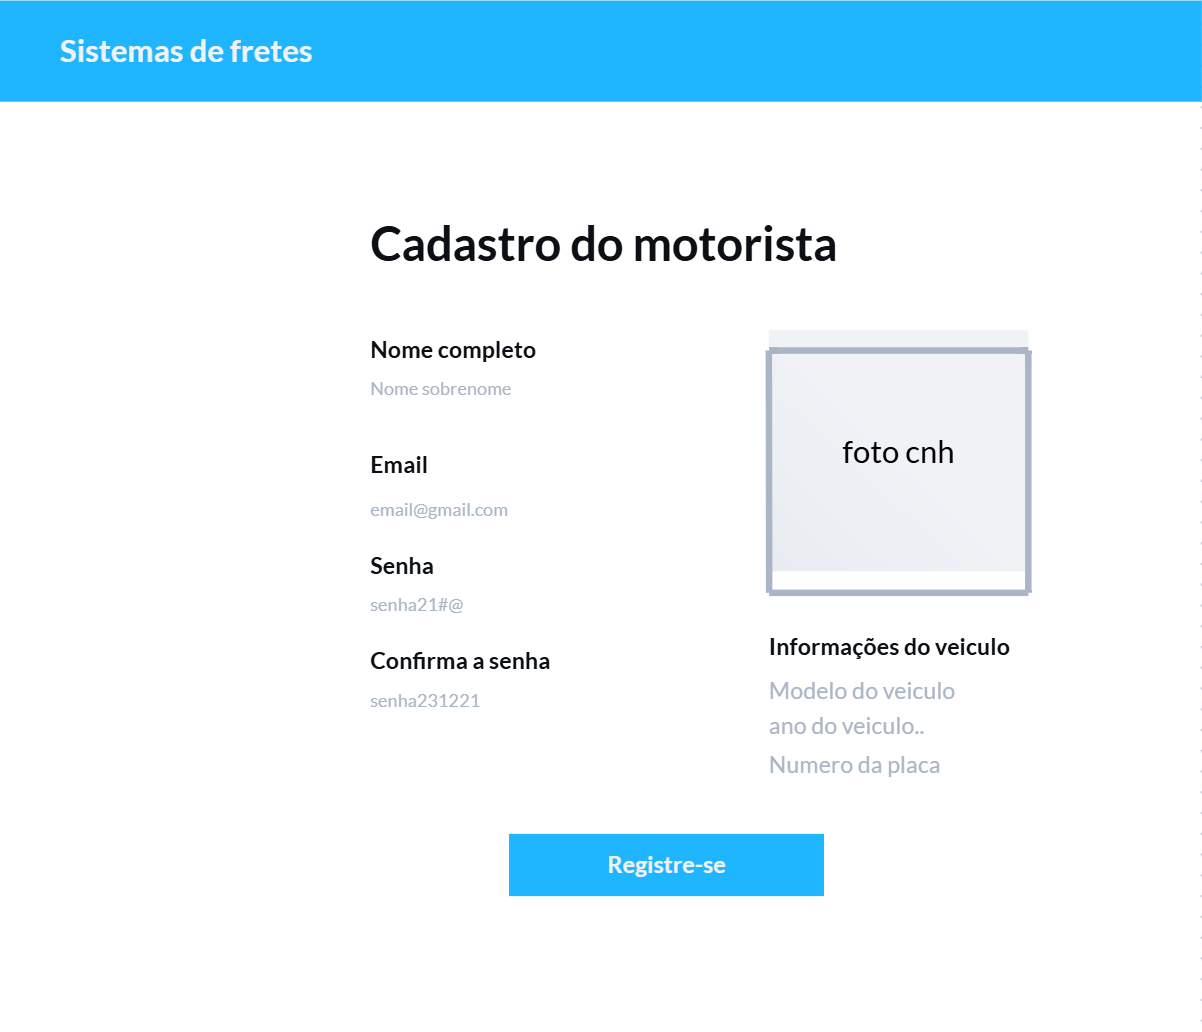 Sistemas de fretes
Cadastro do motorista
Nome completo
Nome sobrenome
Email
email@gmail.com
Senha
senha21#@
Confirma a senha
senha231221
foto cnh
Informações do veiculo
Modelo do veiculo
ano do veiculo..
Numero da placa
Registre-se